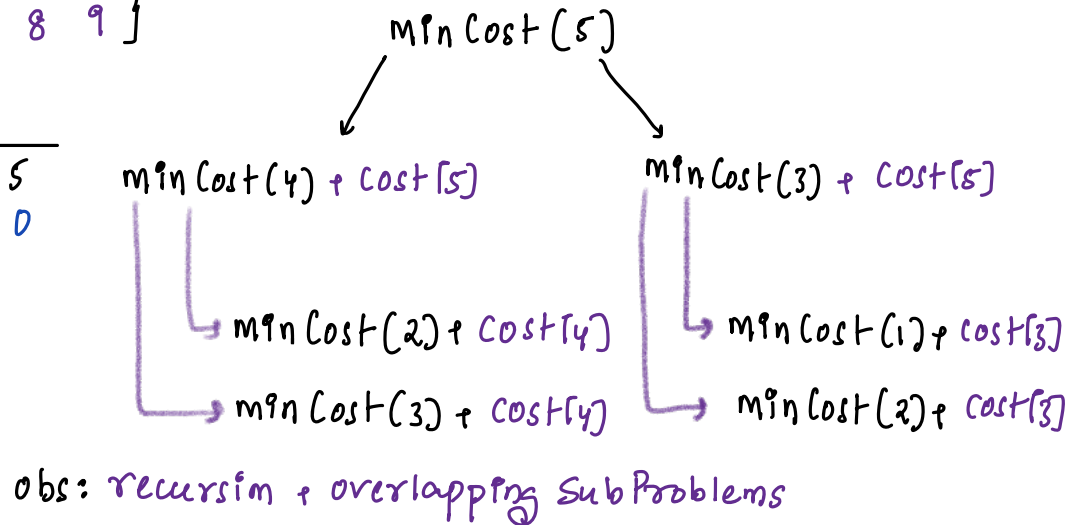 8 9 ]
minCost(5)
5 minCost(4) + cost[5] minCost(3) + cost[5]
0
minCost(2) + cost[4] minCost(1) + cost[3]
minCost(3) + cost[4] minCost(2) + cost[3]
obs: recursion + overlapping SubProblems